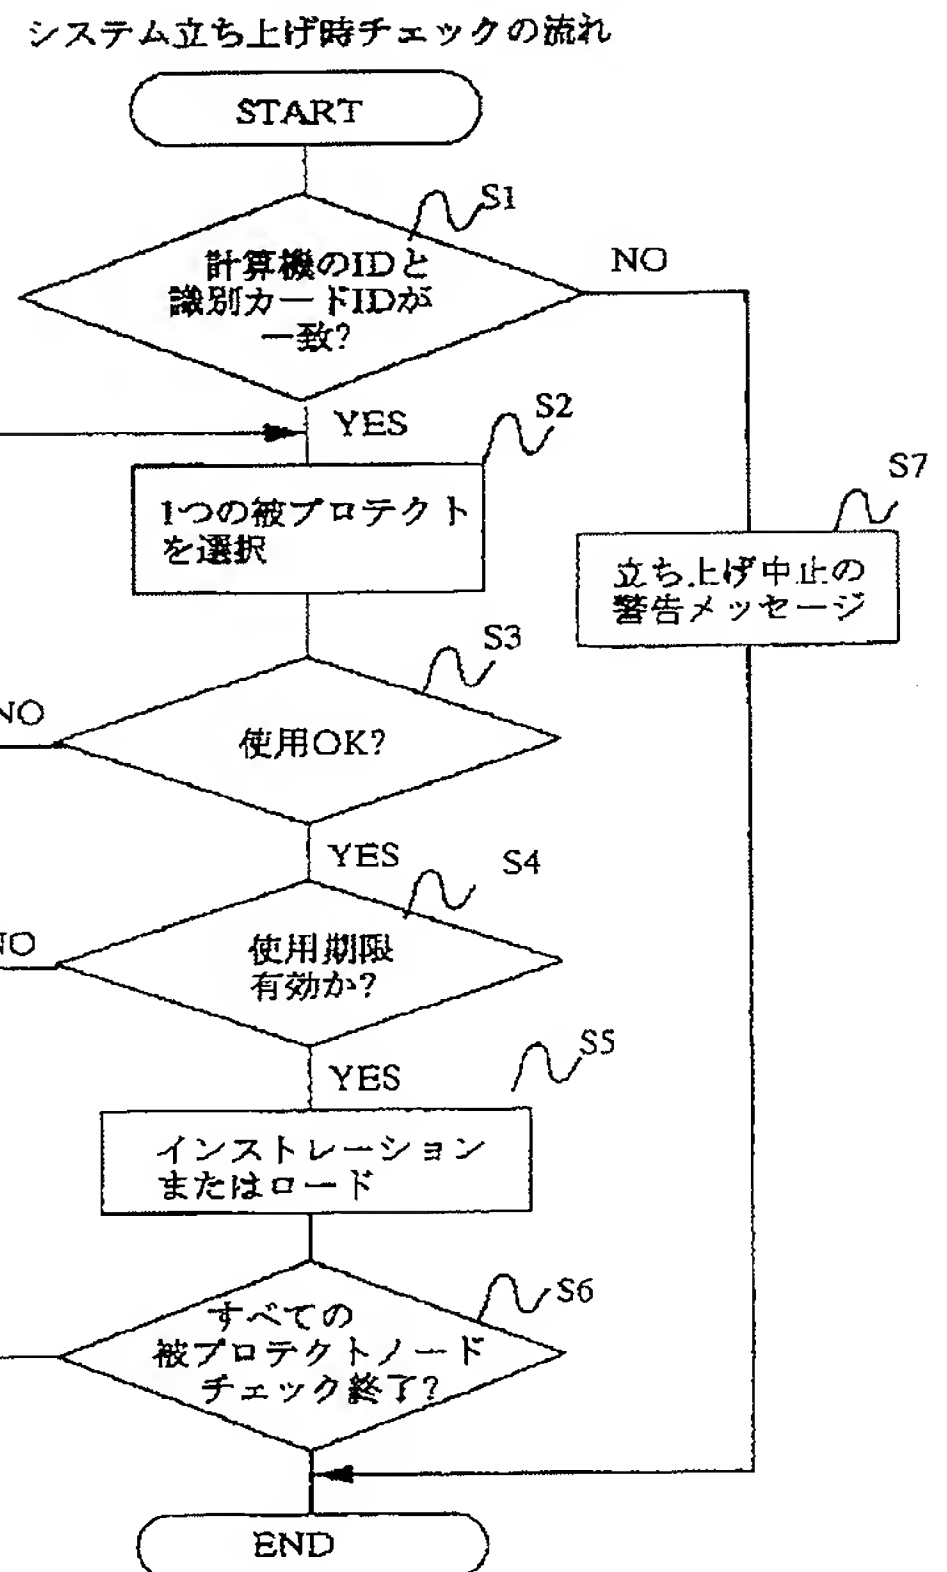 システム立ち上げ時チェックの流れ
START
S1
計算機のIDと
識別カードIDが
一致?
NO
YES
S2
1つの被プロテクト
を選択
S7
立ち上げ中止の
警告メッセージ
S3
NO
使用OK?
YES
S4
NO
使用期限
有効か?
YES
S5
インストレーション
またはロード
S6
すべての
被プロテクトノード
チェック終了?
END